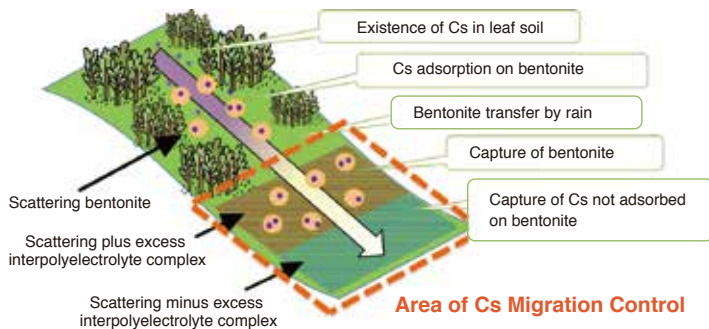 Existence of Cs in leaf soil
Cs adsorption on bentonite
Bentonite transfer by rain
Capture of bentonite
Capture of Cs not adsorbed
on bentonite
Scattering bentonite
Scattering plus excess
interpolyelectrolyte complex
Scattering minus excess
interpolyelectrolyte complex
Area of Cs Migration Control